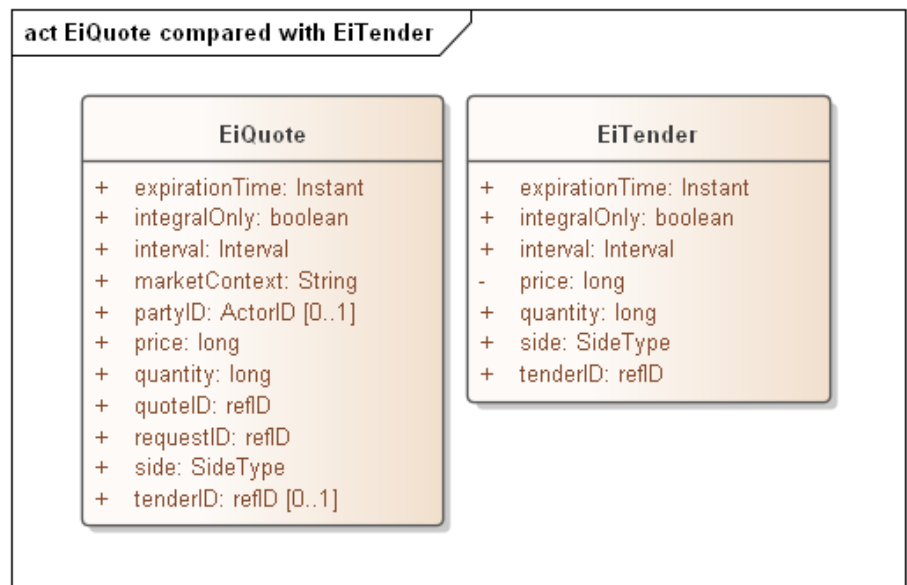 act EiQuote compared with EiTender
EiQuote
+ expirationTime: Instant
+ integralOnly: boolean
+ interval: Interval
+ marketContext: String
+ partyID: ActorID [0..1]
+ price: long
+ quantity: long
+ quoteID: refID
+ requestID: refID
+ side: SideType
+ tenderID: refID [0..1]
EiTender
+ expirationTime: Instant
+ integralOnly: boolean
+ interval: Interval
- price: long
+ quantity: long
+ side: SideType
+ tenderID: refID